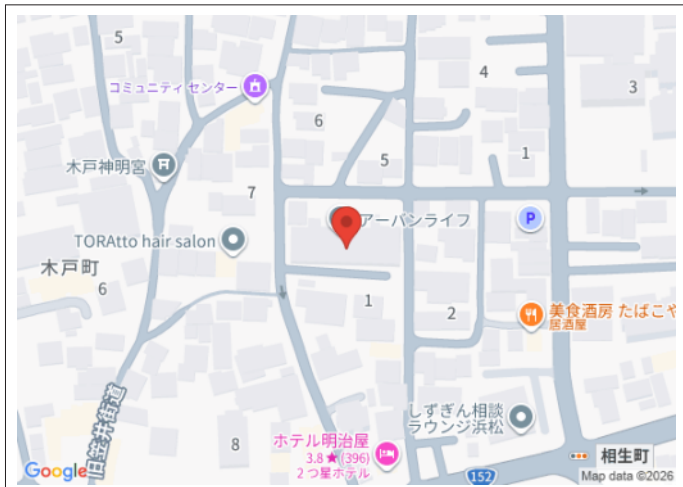 5
4
コミュニティ センター
3
6
木戸神明宮
5
1
7
アーバンライフ
P
TORAtto hair salon
木戸町
6
1
2
美食酒房 たばこや
居酒屋
旧笠井街道
しずぎん相談
ラウンジ浜松
8
ホテル明治屋
3.8★(396)
2 つ星ホテル
相生町
152
Google
Map data ©2026